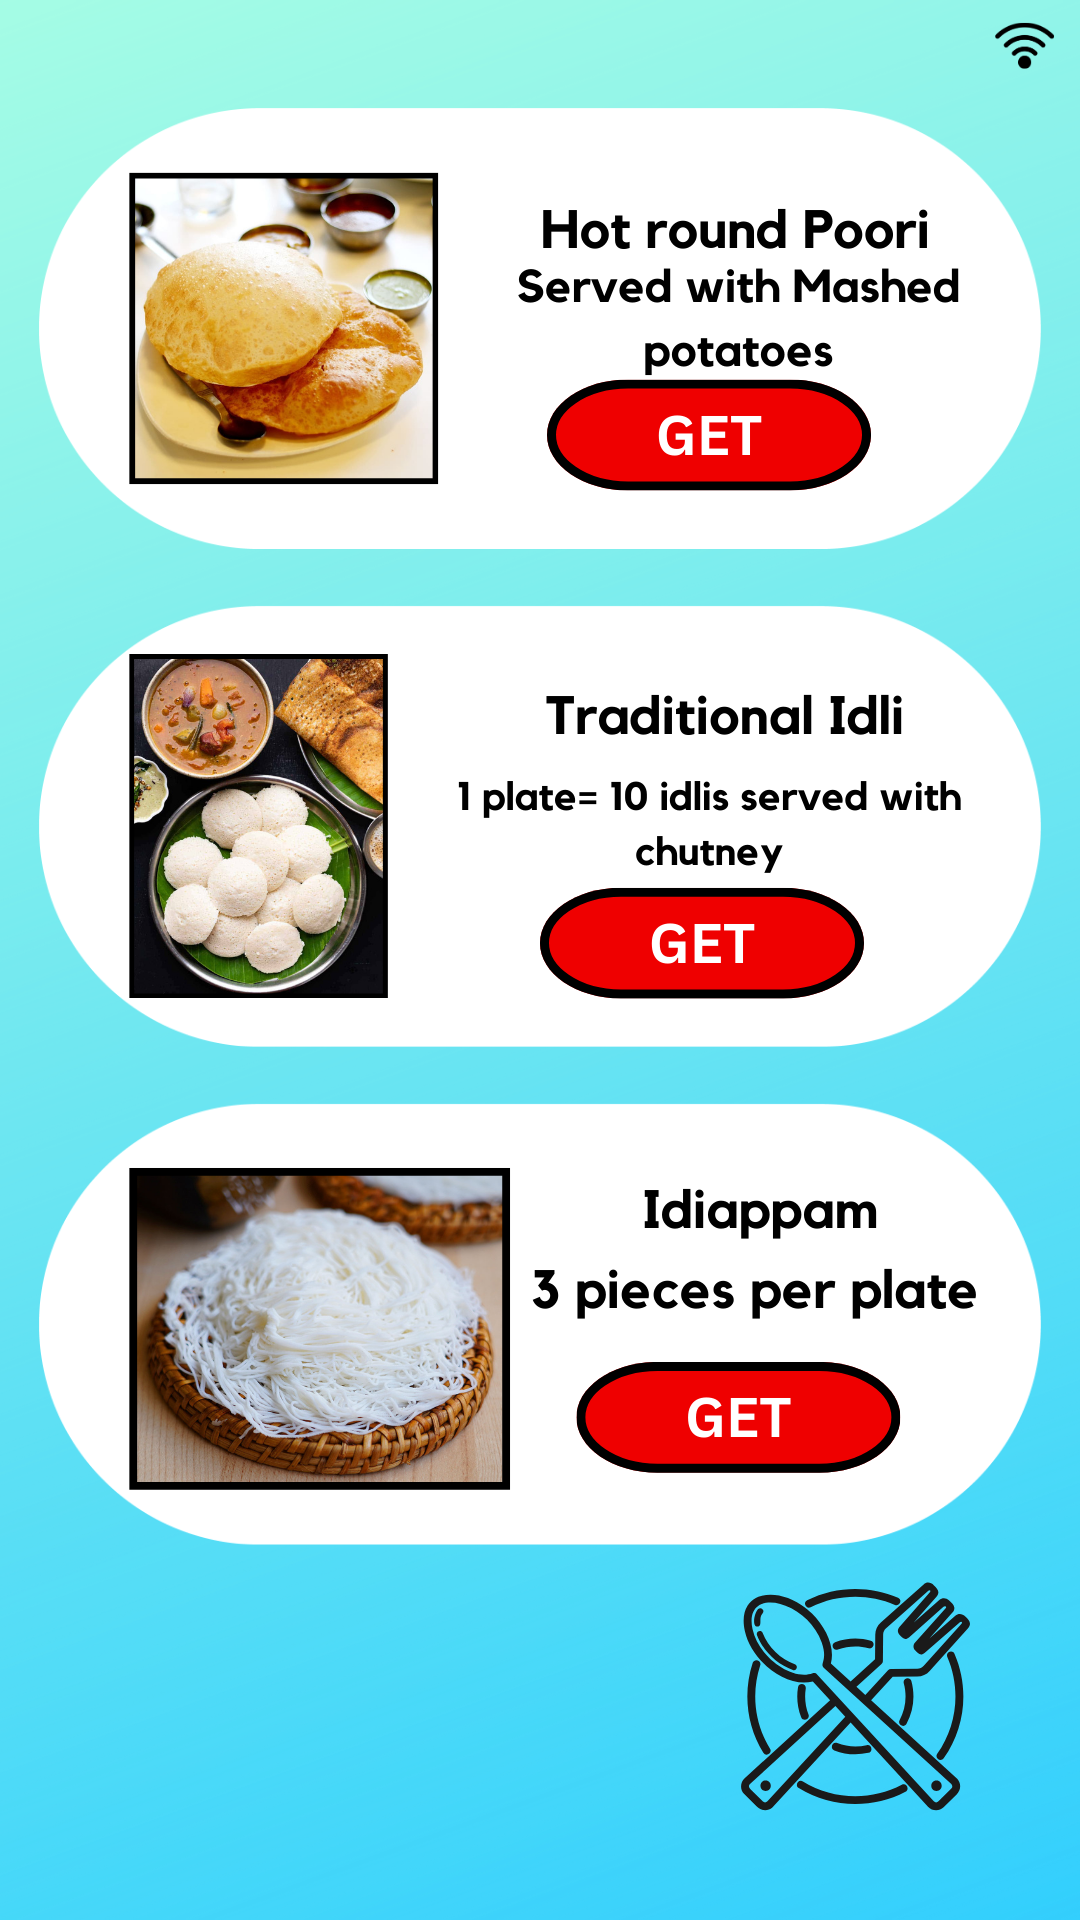 Hot round Poori
Served with Mashed
potatoes
GET
Traditional Idli
1 plate= 10 idlis served with
chutney
GET
Idiappam
3 pieces per plate
GET